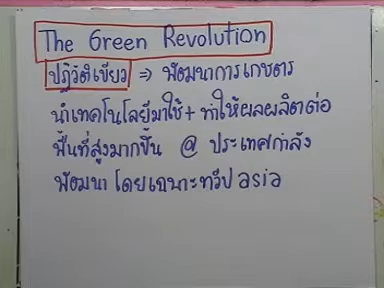 The Green Revolution
ปฏิวัติเขียว ⇒ พัฒนาการเกษตร
นำเทคโนโลยีมาใช้ + ทำให้ผลผลิตต่อ
พื้นที่สูงมากขึ้น @ ประเทศกำลัง
พัฒนา โดยเฉพาะทวีป asia